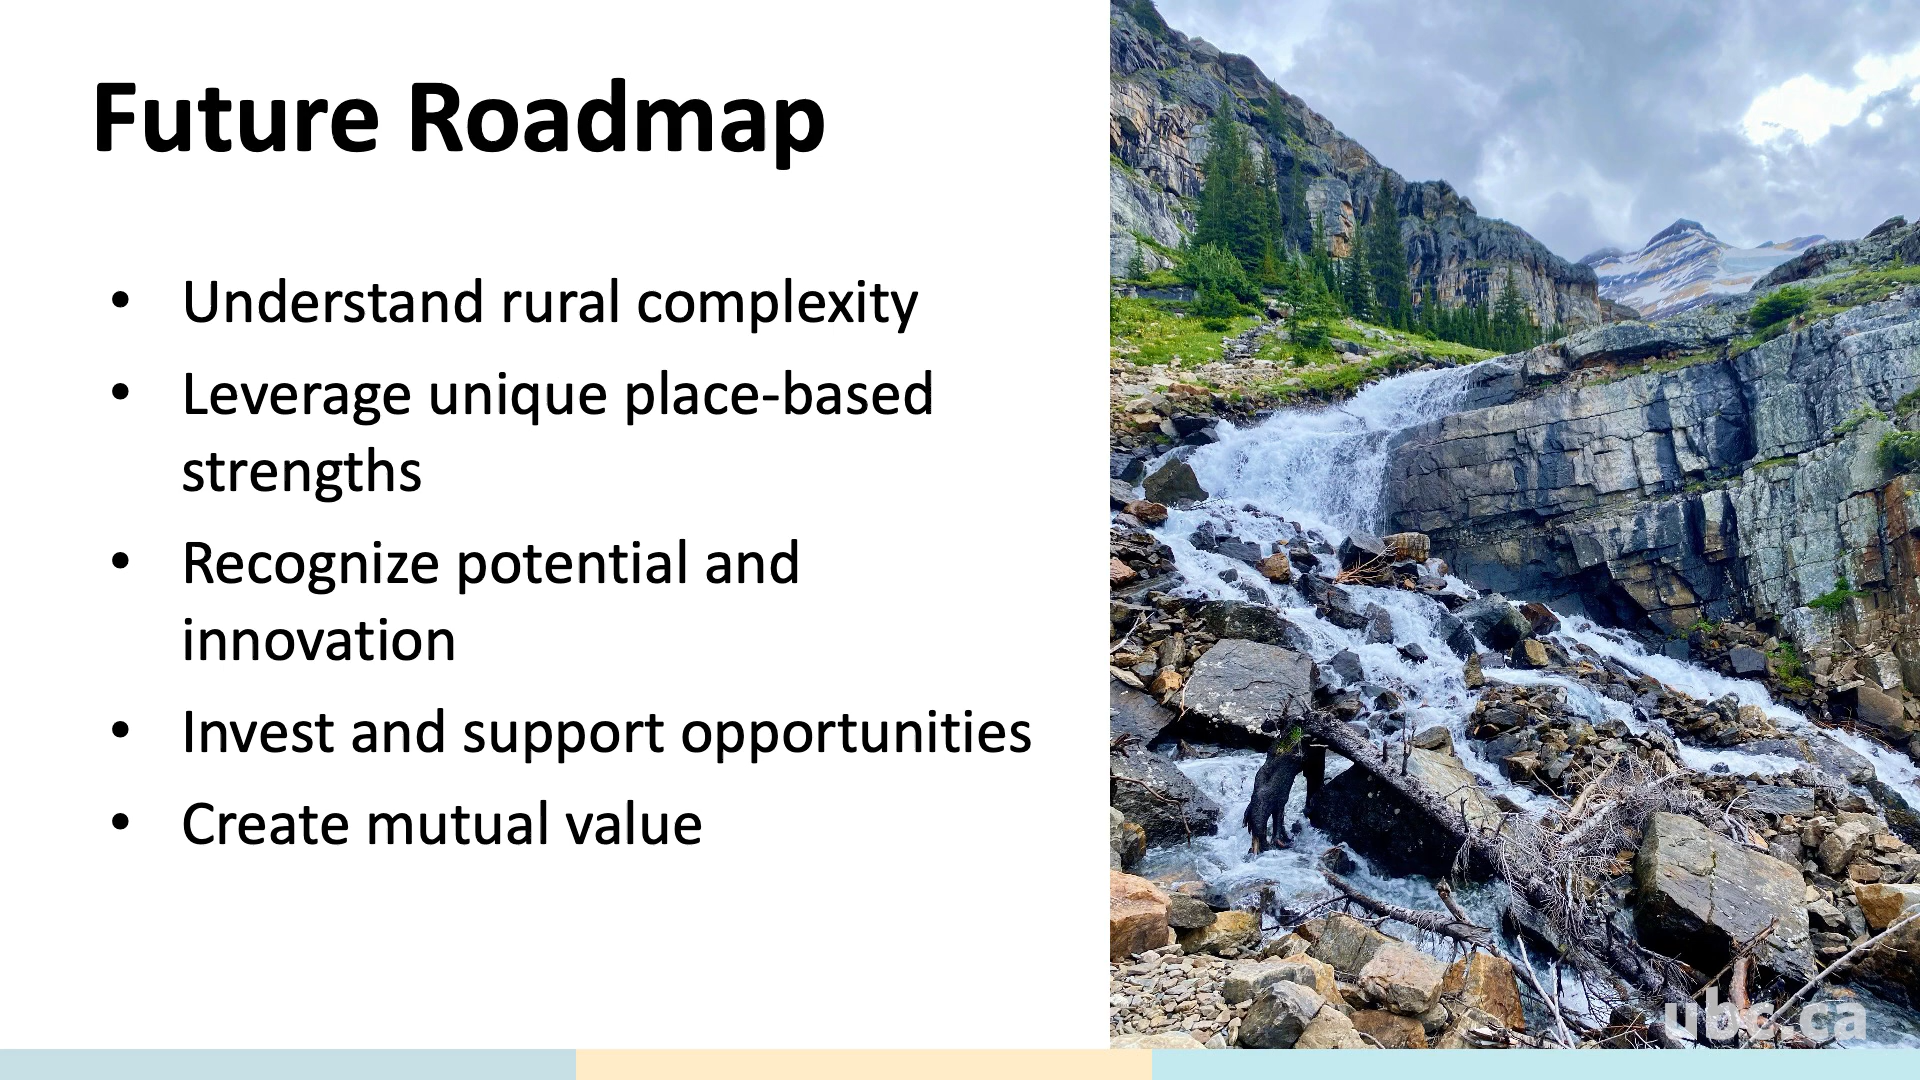 Future Roadmap
• Understand rural complexity
• Leverage unique place-based
strengths
• Recognize potential and
innovation
• Invest and support opportunities
• Create mutual value
ubc.ca